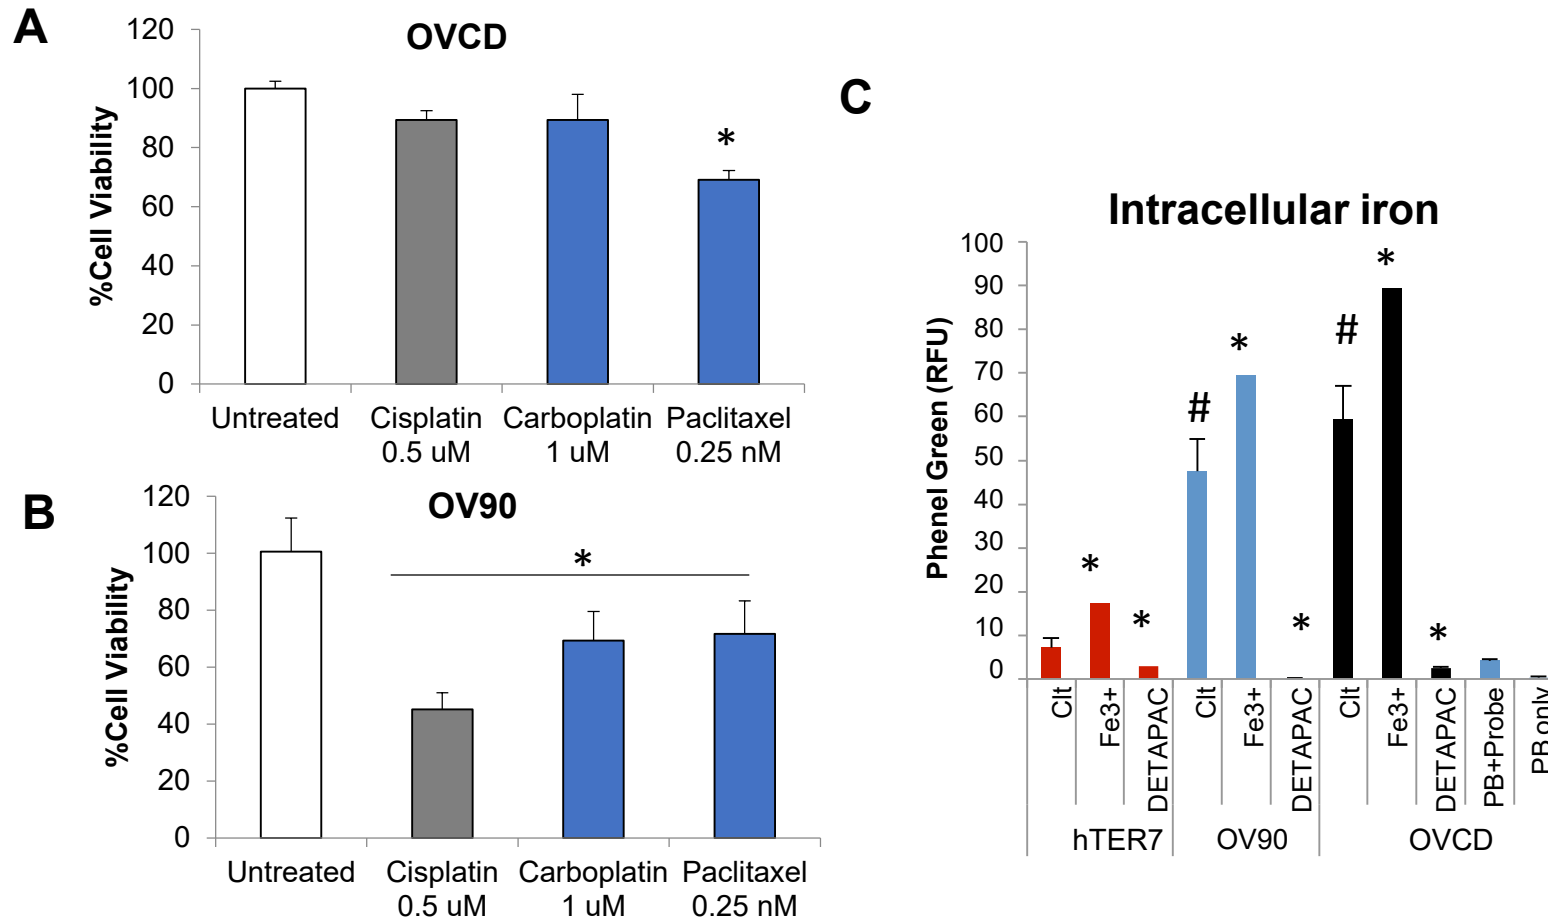 A
OVCD
120
100
80
60
40
20
0
%Cell Viability
*
Untreated
Cisplatin
0.5 uM
Carboplatin
1 uM
Paclitaxel
0.25 nM
B
OV90
120
100
80
60
40
20
0
%Cell Viability
*
Untreated
Cisplatin
0.5 uM
Carboplatin
1 uM
Paclitaxel
0.25 nM
C
Intracellular iron
100
90
80
70
60
50
40
30
20
10
0
Phenel Green (RFU)
*
*
#
*
*
#
*
*
Clt
Fe3+
DETAPAC
Clt
Fe3+
DETAPAC
Clt
Fe3+
DETAPAC
PB+Probe
PB only
hTER7
OV90
OVCD